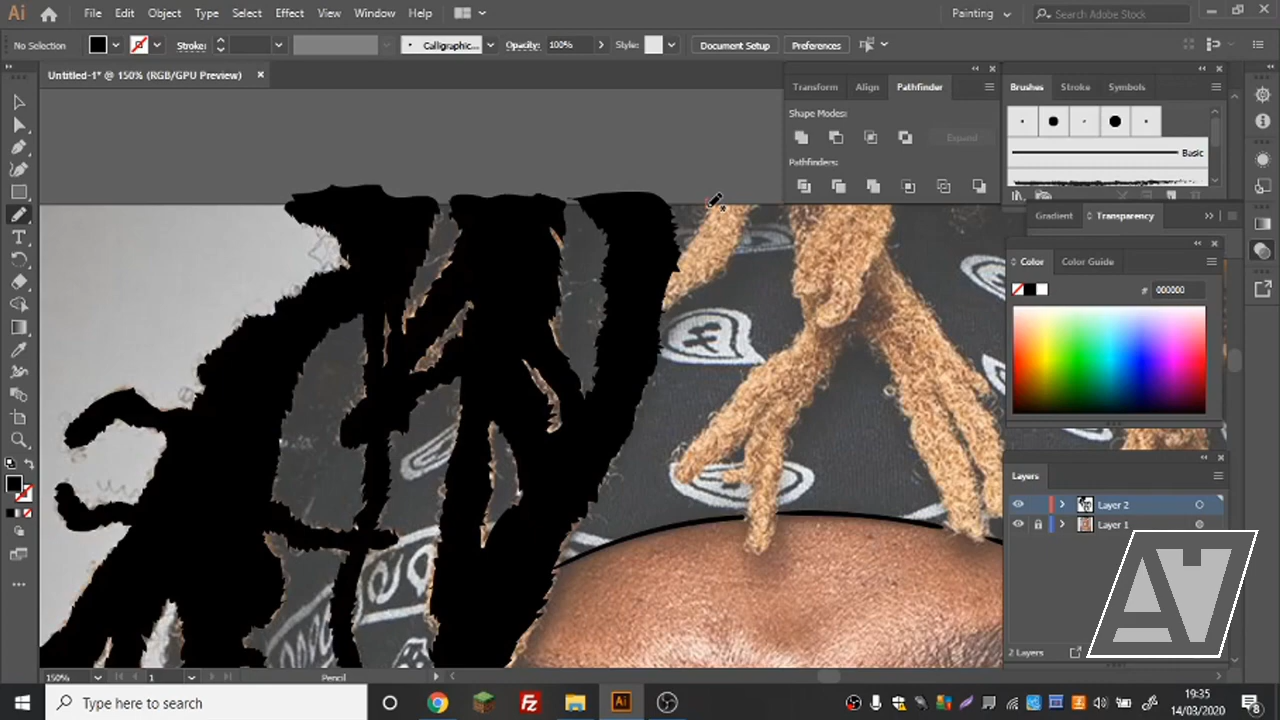 Ai File Edit Object Type Select Effect View Window Help Painting Search Adobe Stock
No Selection Stroke: Calligraphic... Opacity: 100% Style: Document Setup Preferences
Untitled-1* @ 150% (RGB/GPU Preview)
Transform Align Pathfinder
Shape Modes:
Expand
Pathfinders:
Brushes Stroke Symbols
Basic
Gradient Transparency
Color Color Guide
# 000000
Layers
Layer 2
Layer 1
2 Layers
150% 1 Pencil
Type here to search
19:35
14/03/2020
8